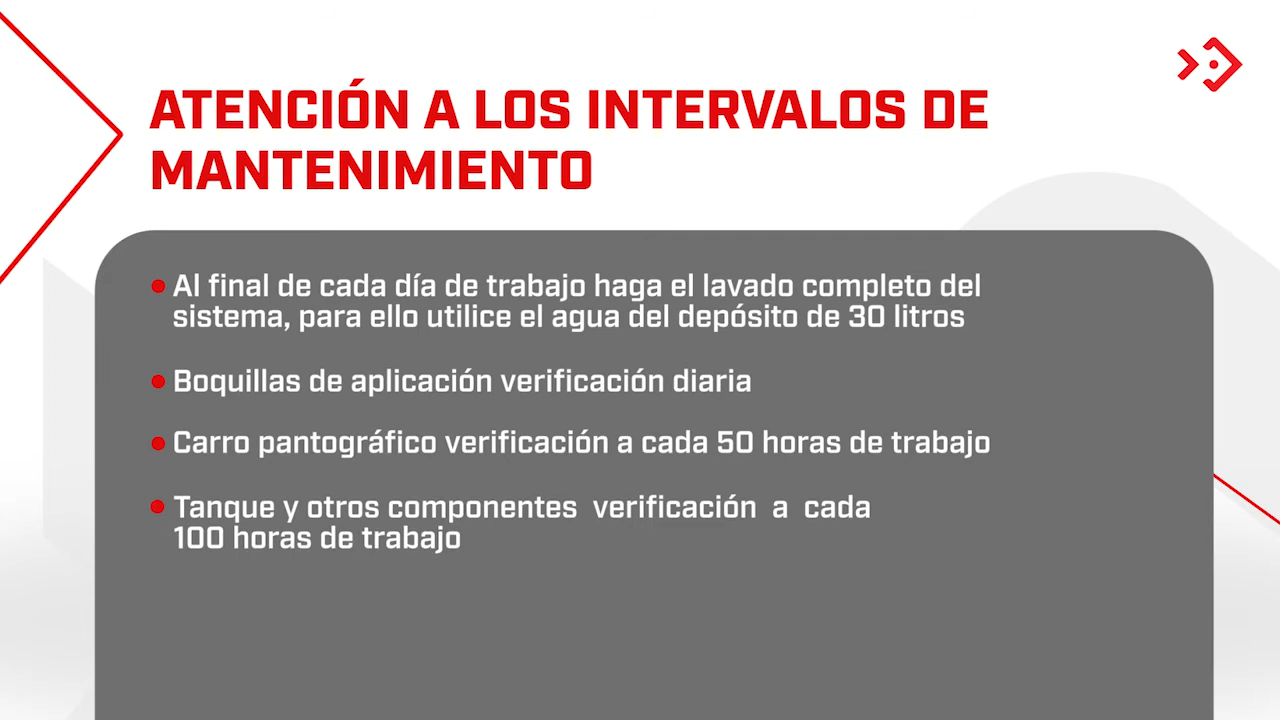 ATENCIÓN A LOS INTERVALOS DE
MANTENIMIENTO
Al final de cada día de trabajo haga el lavado completo del
sistema, para ello utilice el agua del depósito de 30 litros
Boquillas de aplicación verificación diaria
Carro pantográfico verificación a cada 50 horas de trabajo
Tanque y otros componentes verificación a cada
100 horas de trabajo